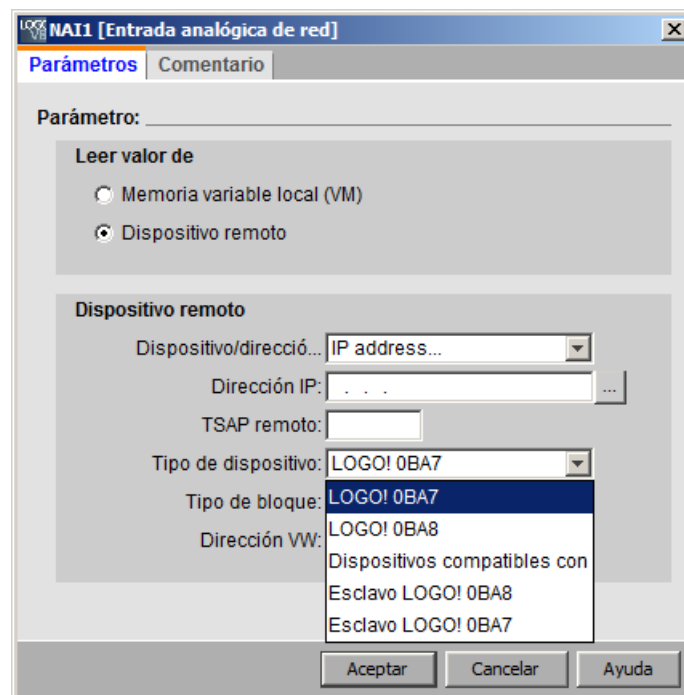 NAI1 [Entrada analógica de red]
Parámetros Comentario
Parámetro:
Leer valor de
Memoria variable local (VM)
Dispositivo remoto
Dispositivo remoto
Dispositivo/direcció... IP address...
Dirección IP: . . . ...
TSAP remoto:
Tipo de dispositivo: LOGO! 0BA7
Tipo de bloque: LOGO! 0BA7
LOGO! 0BA8
Dirección VW:
Dispositivos compatibles con
Esclavo LOGO! 0BA8
Esclavo LOGO! 0BA7
Aceptar Cancelar Ayuda